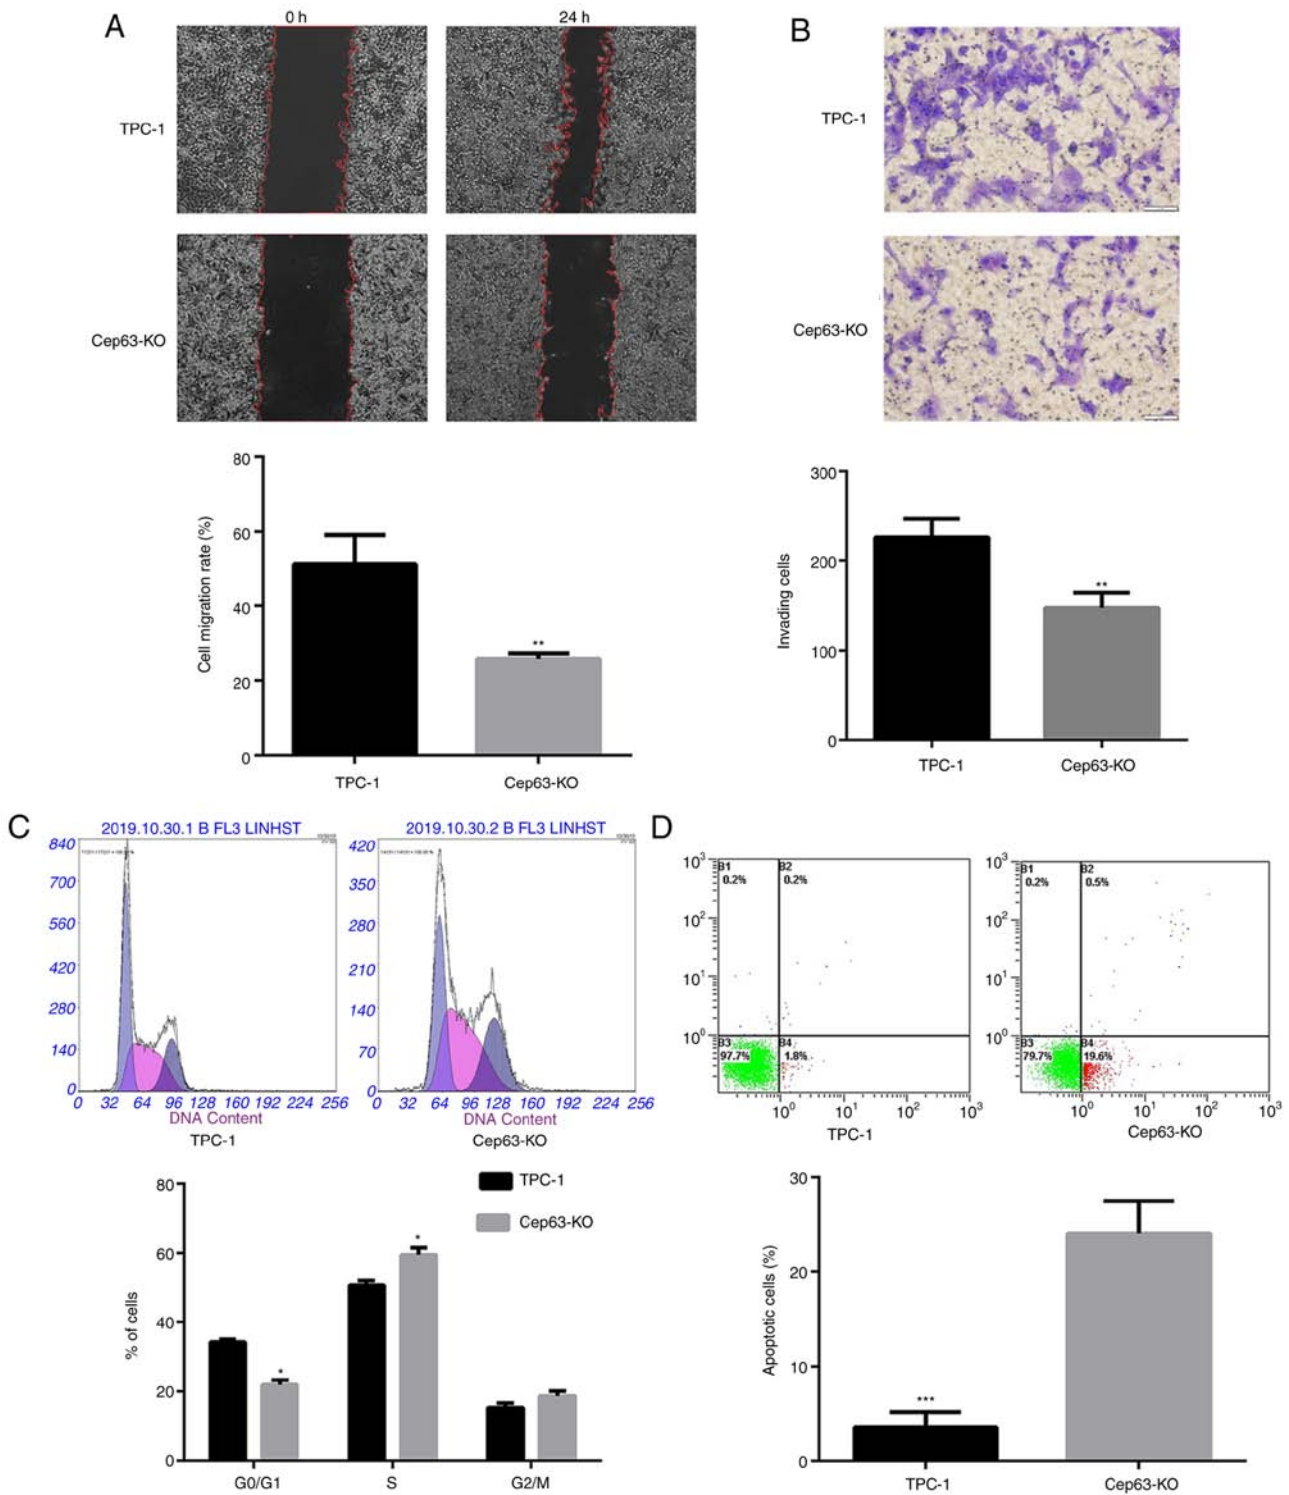 A
0 h
24 h
TPC-1
Cep63-KO
80
60
40
20
0
Cell migration rate (%)
**
TPC-1
Cep63-KO
B
TPC-1
Cep63-KO
300
200
100
0
Invading cells
**
TPC-1
Cep63-KO
C
2019.10.30.1 B FL3 LINHST
840
700
560
420
280
140
0
0 32 64 96 128 160 192 224 256
DNA Content
TPC-1
2019.10.30.2 B FL3 LINHST
420
350
280
210
140
70
0
0 32 64 96 128 160 192 224 256
DNA Content
Cep63-KO
TPC-1
Cep63-KO
80
60
40
20
0
% of cells
*
*
G0/G1 S G2/M
D
10³
10²
10¹
10⁰
B1
0.2%
B2
0.2%
B3
97.7%
B4
1.8%
10⁰ 10¹ 10² 10³
TPC-1
10³
10²
10¹
10⁰
B1
0.2%
B2
0.5%
B3
79.7%
B4
19.6%
10⁰ 10¹ 10² 10³
Cep63-KO
30
20
10
0
Apoptotic cells (%)
***
TPC-1
Cep63-KO